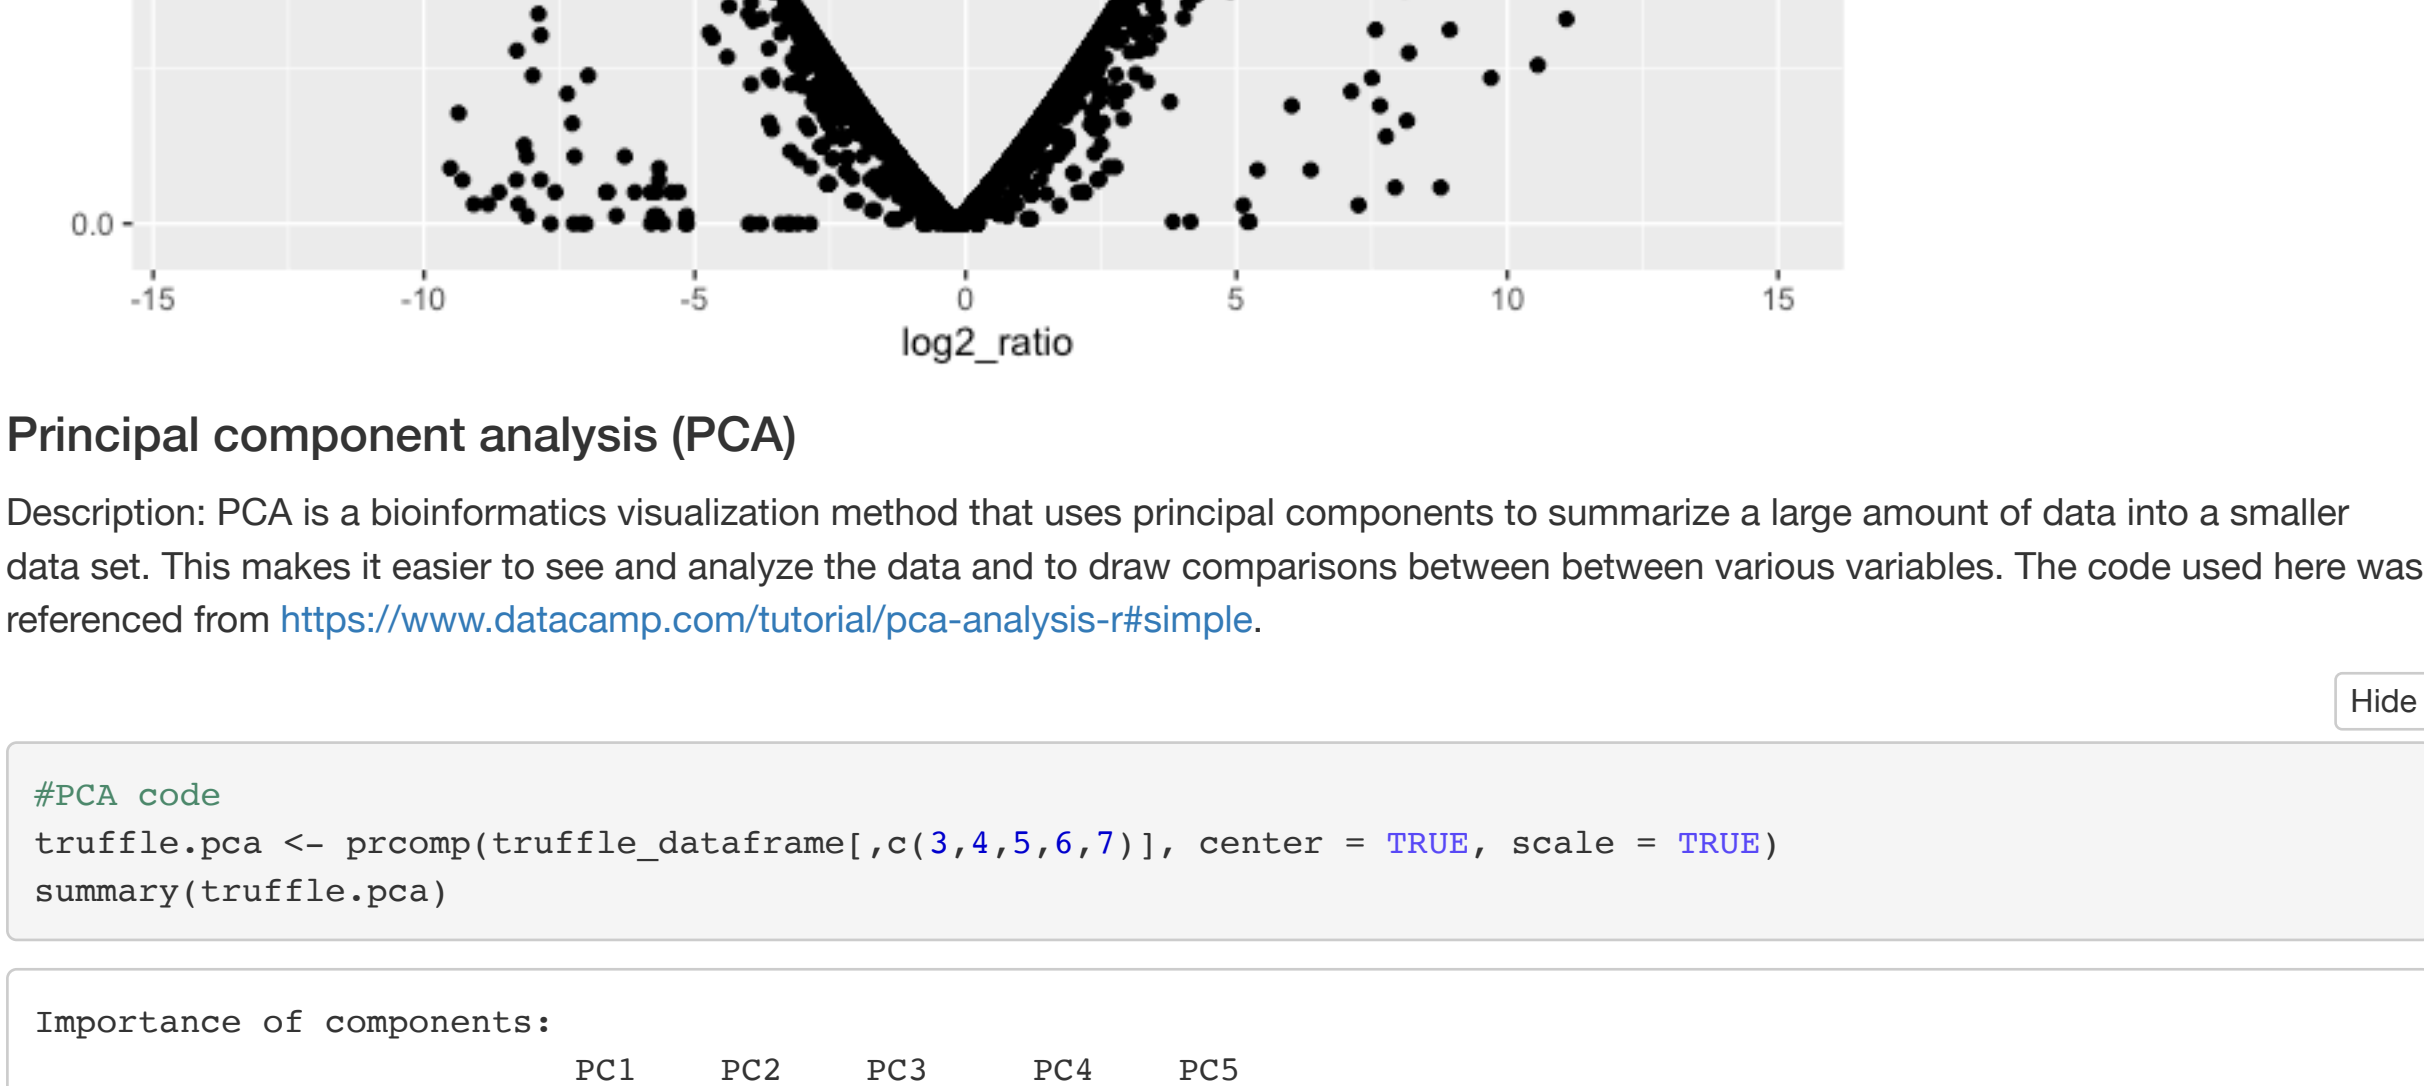 0.0
-15 -10 -5 0 5 10 15
log2_ratio
Principal component analysis (PCA)
Description: PCA is a bioinformatics visualization method that uses principal components to summarize a large amount of data into a smaller
data set. This makes it easier to see and analyze the data and to draw comparisons between between various variables. The code used here was
referenced from https://www.datacamp.com/tutorial/pca-analysis-r#simple.
Hide
#PCA code
truffle.pca <- prcomp(truffle_dataframe[,c(3,4,5,6,7)], center = TRUE, scale = TRUE)
summary(truffle.pca)
Importance of components:
PC1 PC2 PC3 PC4 PC5